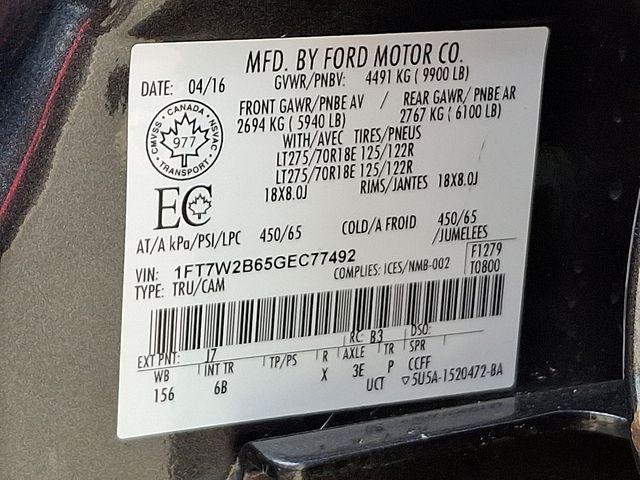 MFD. BY FORD MOTOR CO.
DATE: 04/16 GVWR/PNBV: 4491 KG ( 9900 LB)
FRONT GAWR/PNBE AV / REAR GAWR/ PNBE AR
2694 KG ( 5940 LB) 2767 KG ( 6100 LB)
WITH/AVEC TIRES/PNEUS
LT275/70R18E 125/122R
LT275/70R18E 125/122R
18X8.0J RIMS/JANTES 18X8.0J
CANADA
CMVSS NSVAC
977
TRANSPORT
EC
AT/A kPa/PSI/LPC 450/65 COLD/A FROID 450/65
/JUMELEES
VIN: 1FT7W2B65GEC77492 F1279
TYPE: TRU/CAM COMPLIES: ICES/NMB-002 T0800
RC: B3 DSO:
EXT PNT: J7
WB INT TR TP/PS R AXLE TR SPR
156 6B X 3E P CCFF
UCT ▽5U5A-1520472-BA